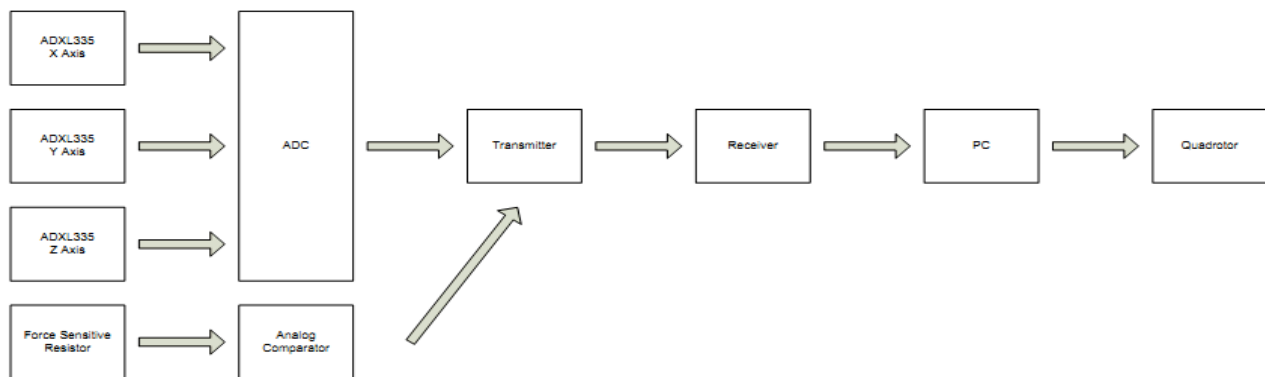 ADXL335
X Axis
ADXL335
Y Axis
ADC
Transmitter
Receiver
PC
Quadrotor
ADXL335
Z Axis
Force Sensitive
Resistor
Analog
Comparator